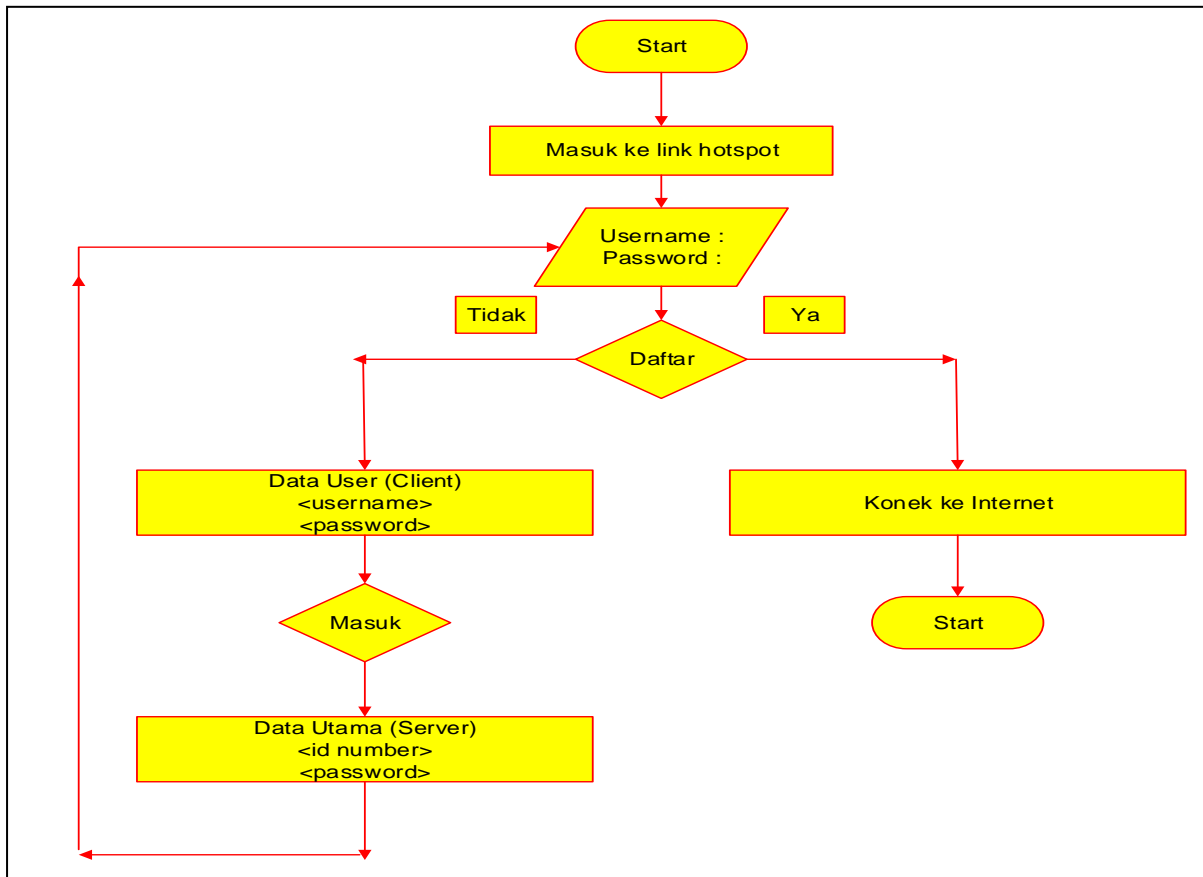 Start
Masuk ke link hotspot
Username :
Password :
Tidak
Ya
Daftar
Data User (Client)
<username>
<password>
Konek ke Internet
Masuk
Start
Data Utama (Server)
<id number>
<password>